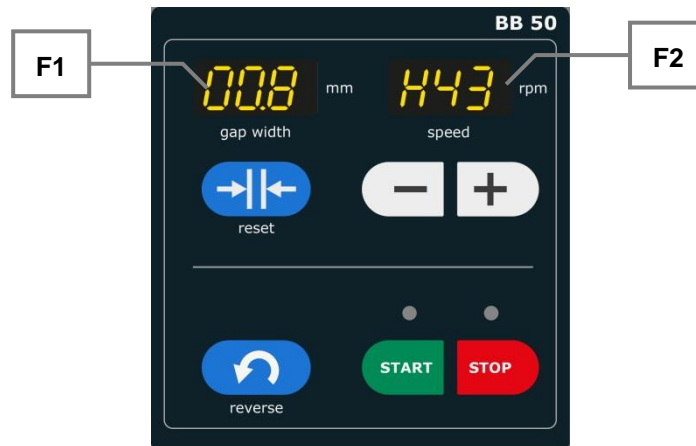 BB 50
F1
00.8 mm
H43 rpm
F2
gap width
speed
reset
START
STOP
reverse